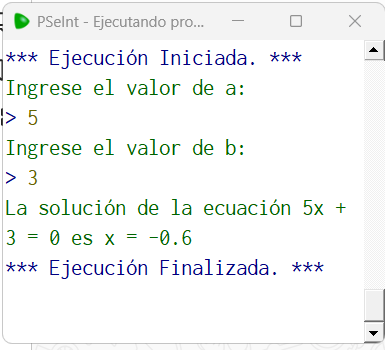 PSeInt - Ejecutando pro...
*** Ejecución Iniciada. ***
Ingrese el valor de a:
> 5
Ingrese el valor de b:
> 3
La solución de la ecuación 5x +
3 = 0 es x = -0.6
*** Ejecución Finalizada. ***